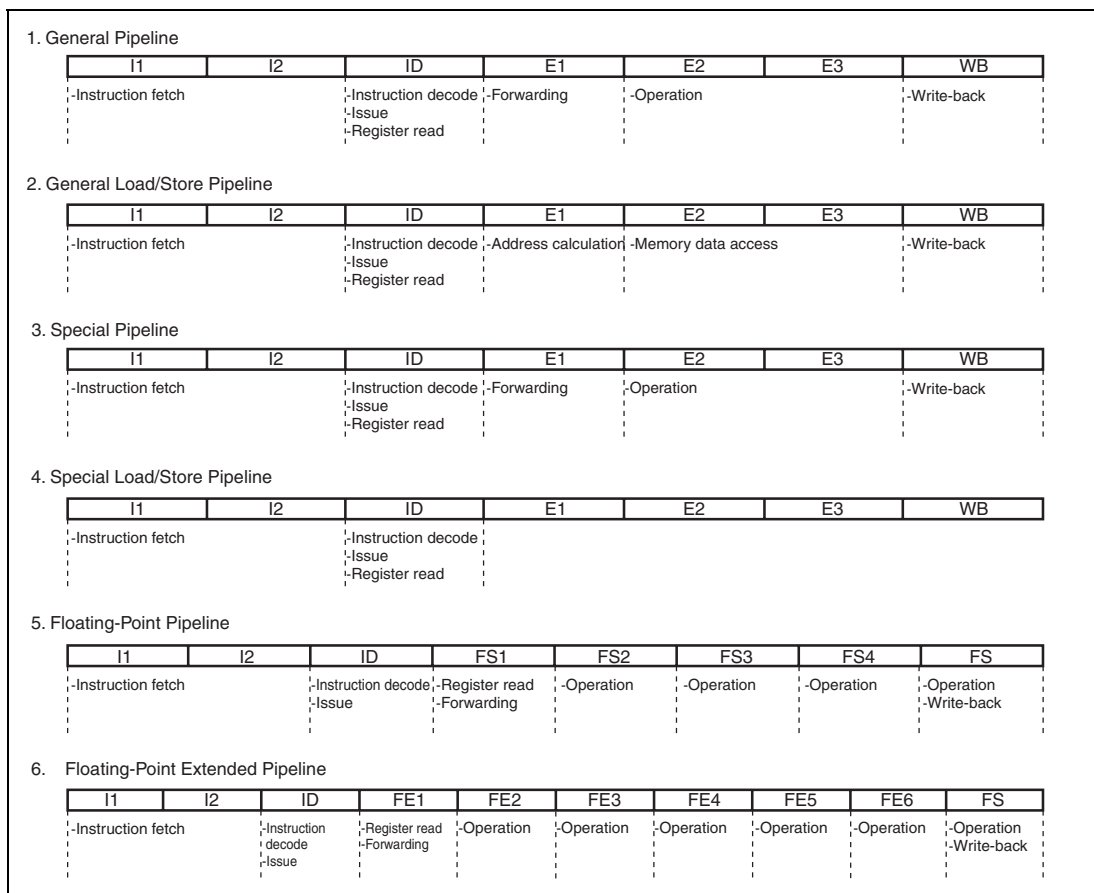 1. General Pipeline
I1 I2 ID E1 E2 E3 WB
-Instruction fetch -Instruction decode -Forwarding -Operation -Write-back
-Issue
-Register read
2. General Load/Store Pipeline
I1 I2 ID E1 E2 E3 WB
-Instruction fetch -Instruction decode -Address calculation -Memory data access -Write-back
-Issue
-Register read
3. Special Pipeline
I1 I2 ID E1 E2 E3 WB
-Instruction fetch -Instruction decode -Forwarding -Operation -Write-back
-Issue
-Register read
4. Special Load/Store Pipeline
I1 I2 ID E1 E2 E3 WB
-Instruction fetch -Instruction decode
-Issue
-Register read
5. Floating-Point Pipeline
I1 I2 ID FS1 FS2 FS3 FS4 FS
-Instruction fetch -Instruction decode -Register read -Operation -Operation -Operation -Operation
-Issue -Forwarding -Write-back
6. Floating-Point Extended Pipeline
I1 I2 ID FE1 FE2 FE3 FE4 FE5 FE6 FS
-Instruction fetch -Instruction -Register read -Operation -Operation -Operation -Operation -Operation -Operation
decode -Forwarding -Write-back
-Issue